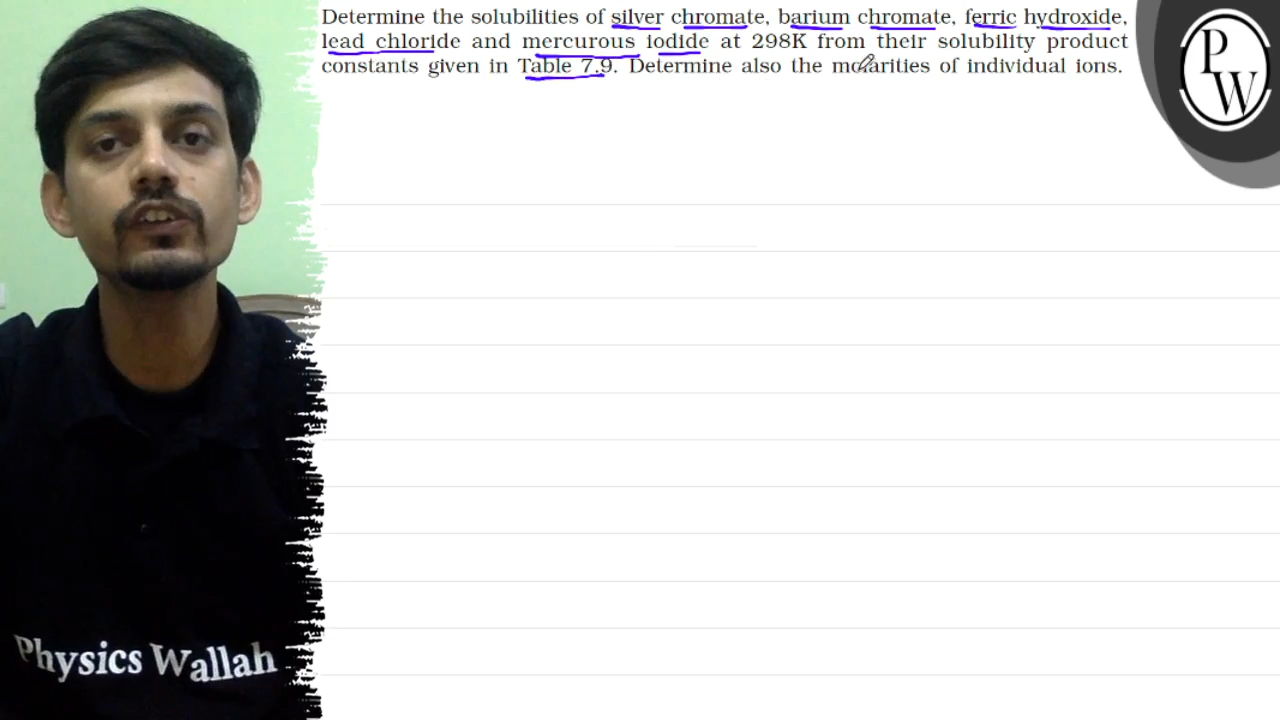 Determine the solubilities of silver chromate, barium chromate, ferric hydroxide,
lead chloride and mercurous iodide at 298K from their solubility product
constants given in Table 7.9. Determine also the molarities of individual ions.
P
W
Physics Wallah